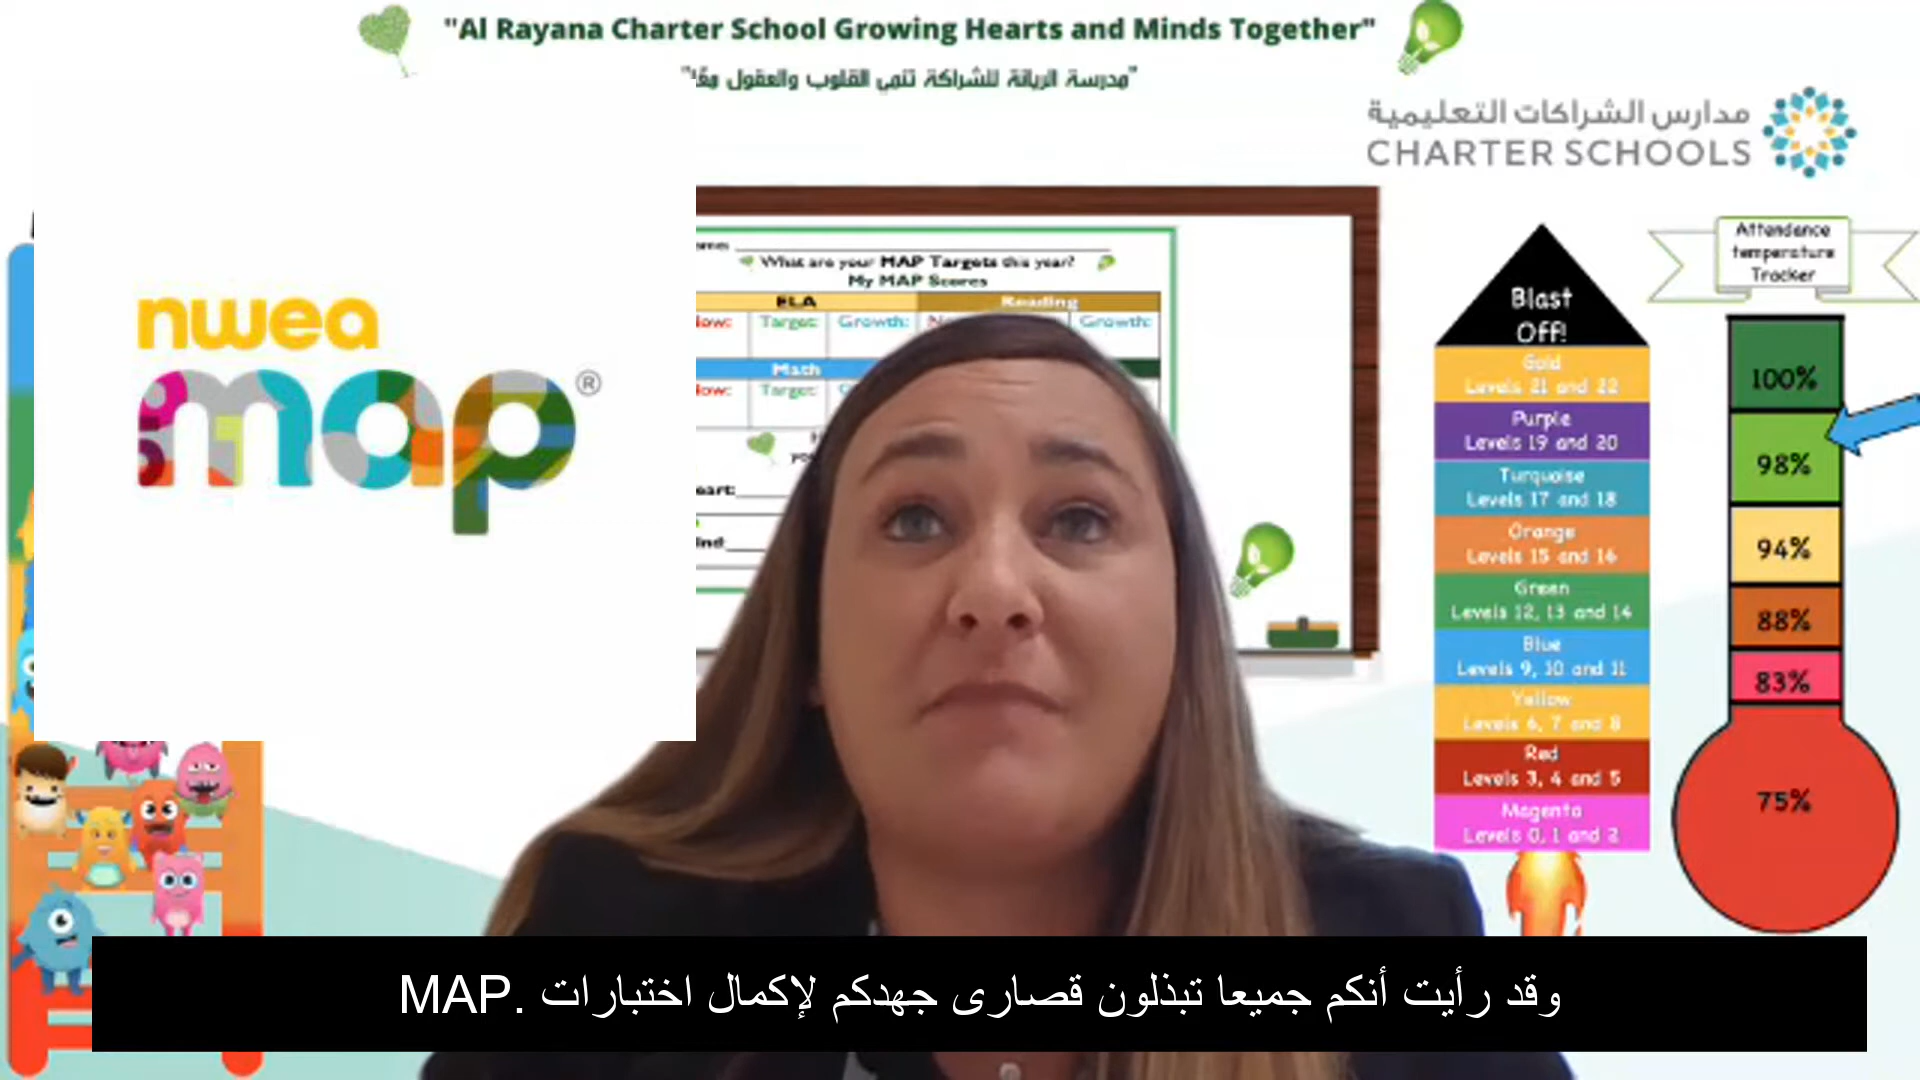 "Al Rayana Charter School Growing Hearts and Minds Together"
"مدرسة الريانة للشراكة تنمي القلوب والعقول معًا"
مدارس الشراكات التعليمية
CHARTER SCHOOLS
nwea
map®
What are your MAP Targets this year?
My MAP Scores
ELA Reading
Target: Growth: Growth:
Math
Target:
Blast
Off!
Gold
Levels 21 and 22
Purple
Levels 19 and 20
Turquoise
Levels 17 and 18
Orange
Levels 15 and 16
Green
Levels 12, 13 and 14
Blue
Levels 9, 10 and 11
Yellow
Levels 6, 7 and 8
Red
Levels 3, 4 and 5
Magenta
Levels 0, 1 and 2
Attendance
temperature
Tracker
100%
98%
94%
88%
83%
75%
وقد رأيت أنكم جميعا تبذلون قصارى جهدكم لإكمال اختبارات MAP.